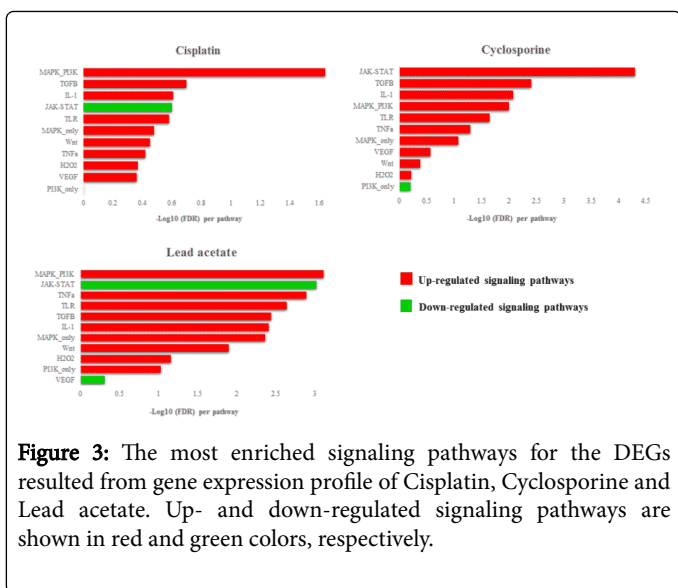 Cisplatin
MAPK_PI3K
TGFB
IL-1
JAK-STAT
TLR
MAPK_only
Wnt
TNFa
H2O2
VEGF
PI3K_only
0 0.2 0.4 0.6 0.8 1 1.2 1.4 1.6
-Log10 (FDR) per pathway
Cyclosporine
JAK-STAT
TGFB
IL-1
MAPK_PI3K
TLR
TNFa
MAPK_only
VEGF
Wnt
H2O2
PI3K_only
0 0.5 1 1.5 2 2.5 3 3.5 4 4.5
-Log10 (FDR) per pathway
Lead acetate
MAPK_PI3K
JAK-STAT
TNFa
TLR
TGFB
IL-1
MAPK_only
Wnt
H2O2
PI3K_only
VEGF
0 0.5 1 1.5 2 2.5 3
-Log10 (FDR) per pathway
Up-regulated signaling pathways
Down-regulated signaling pathways
Figure 3: The most enriched signaling pathways for the DEGs
resulted from gene expression profile of Cisplatin, Cyclosporine and
Lead acetate. Up- and down-regulated signaling pathways are
shown in red and green colors, respectively.